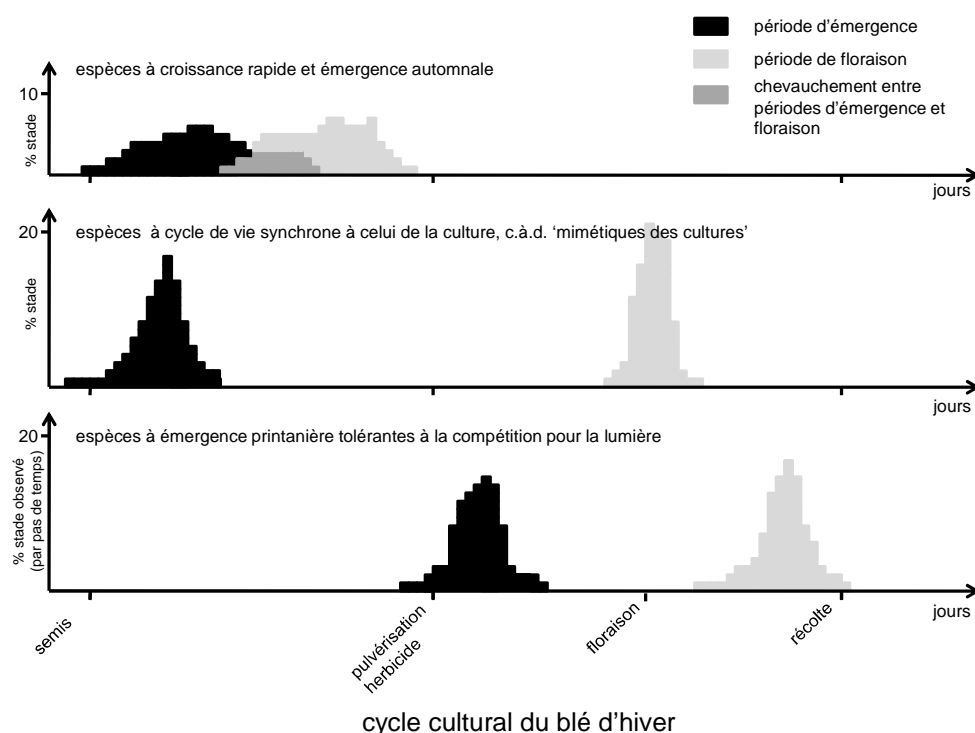 période d'émergence
période de floraison
chevauchement entre
périodes d'émergence et
floraison
espèces à croissance rapide et émergence automnale
10
% stade
jours
espèces à cycle de vie synchrone à celui de la culture, c.à.d. 'mimétiques des cultures'
20
% stade
jours
espèces à émergence printanière tolérantes à la compétition pour la lumière
20
% stade observé
(par pas de temps)
jours
semis
pulvérisation
herbicide
floraison
récolte
cycle cultural du blé d'hiver